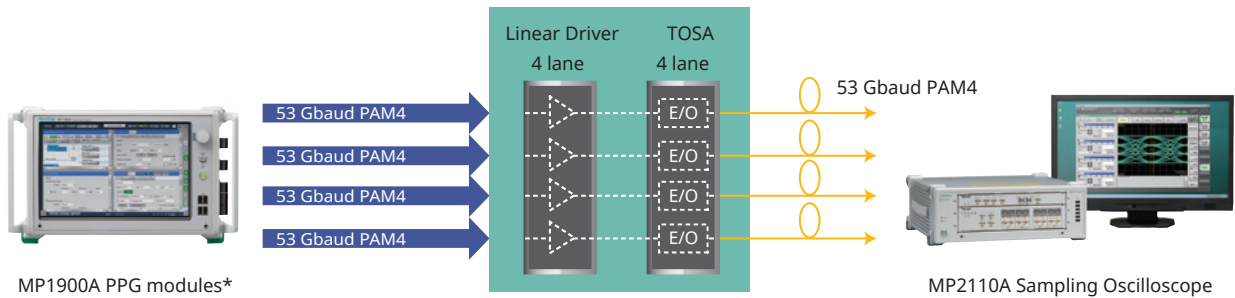 Linear Driver
4 lane
TOSA
4 lane
53 Gbaud PAM4
53 Gbaud PAM4
53 Gbaud PAM4
53 Gbaud PAM4
E/O
E/O
E/O
E/O
53 Gbaud PAM4
MP1900A PPG modules*
MP2110A Sampling Oscilloscope